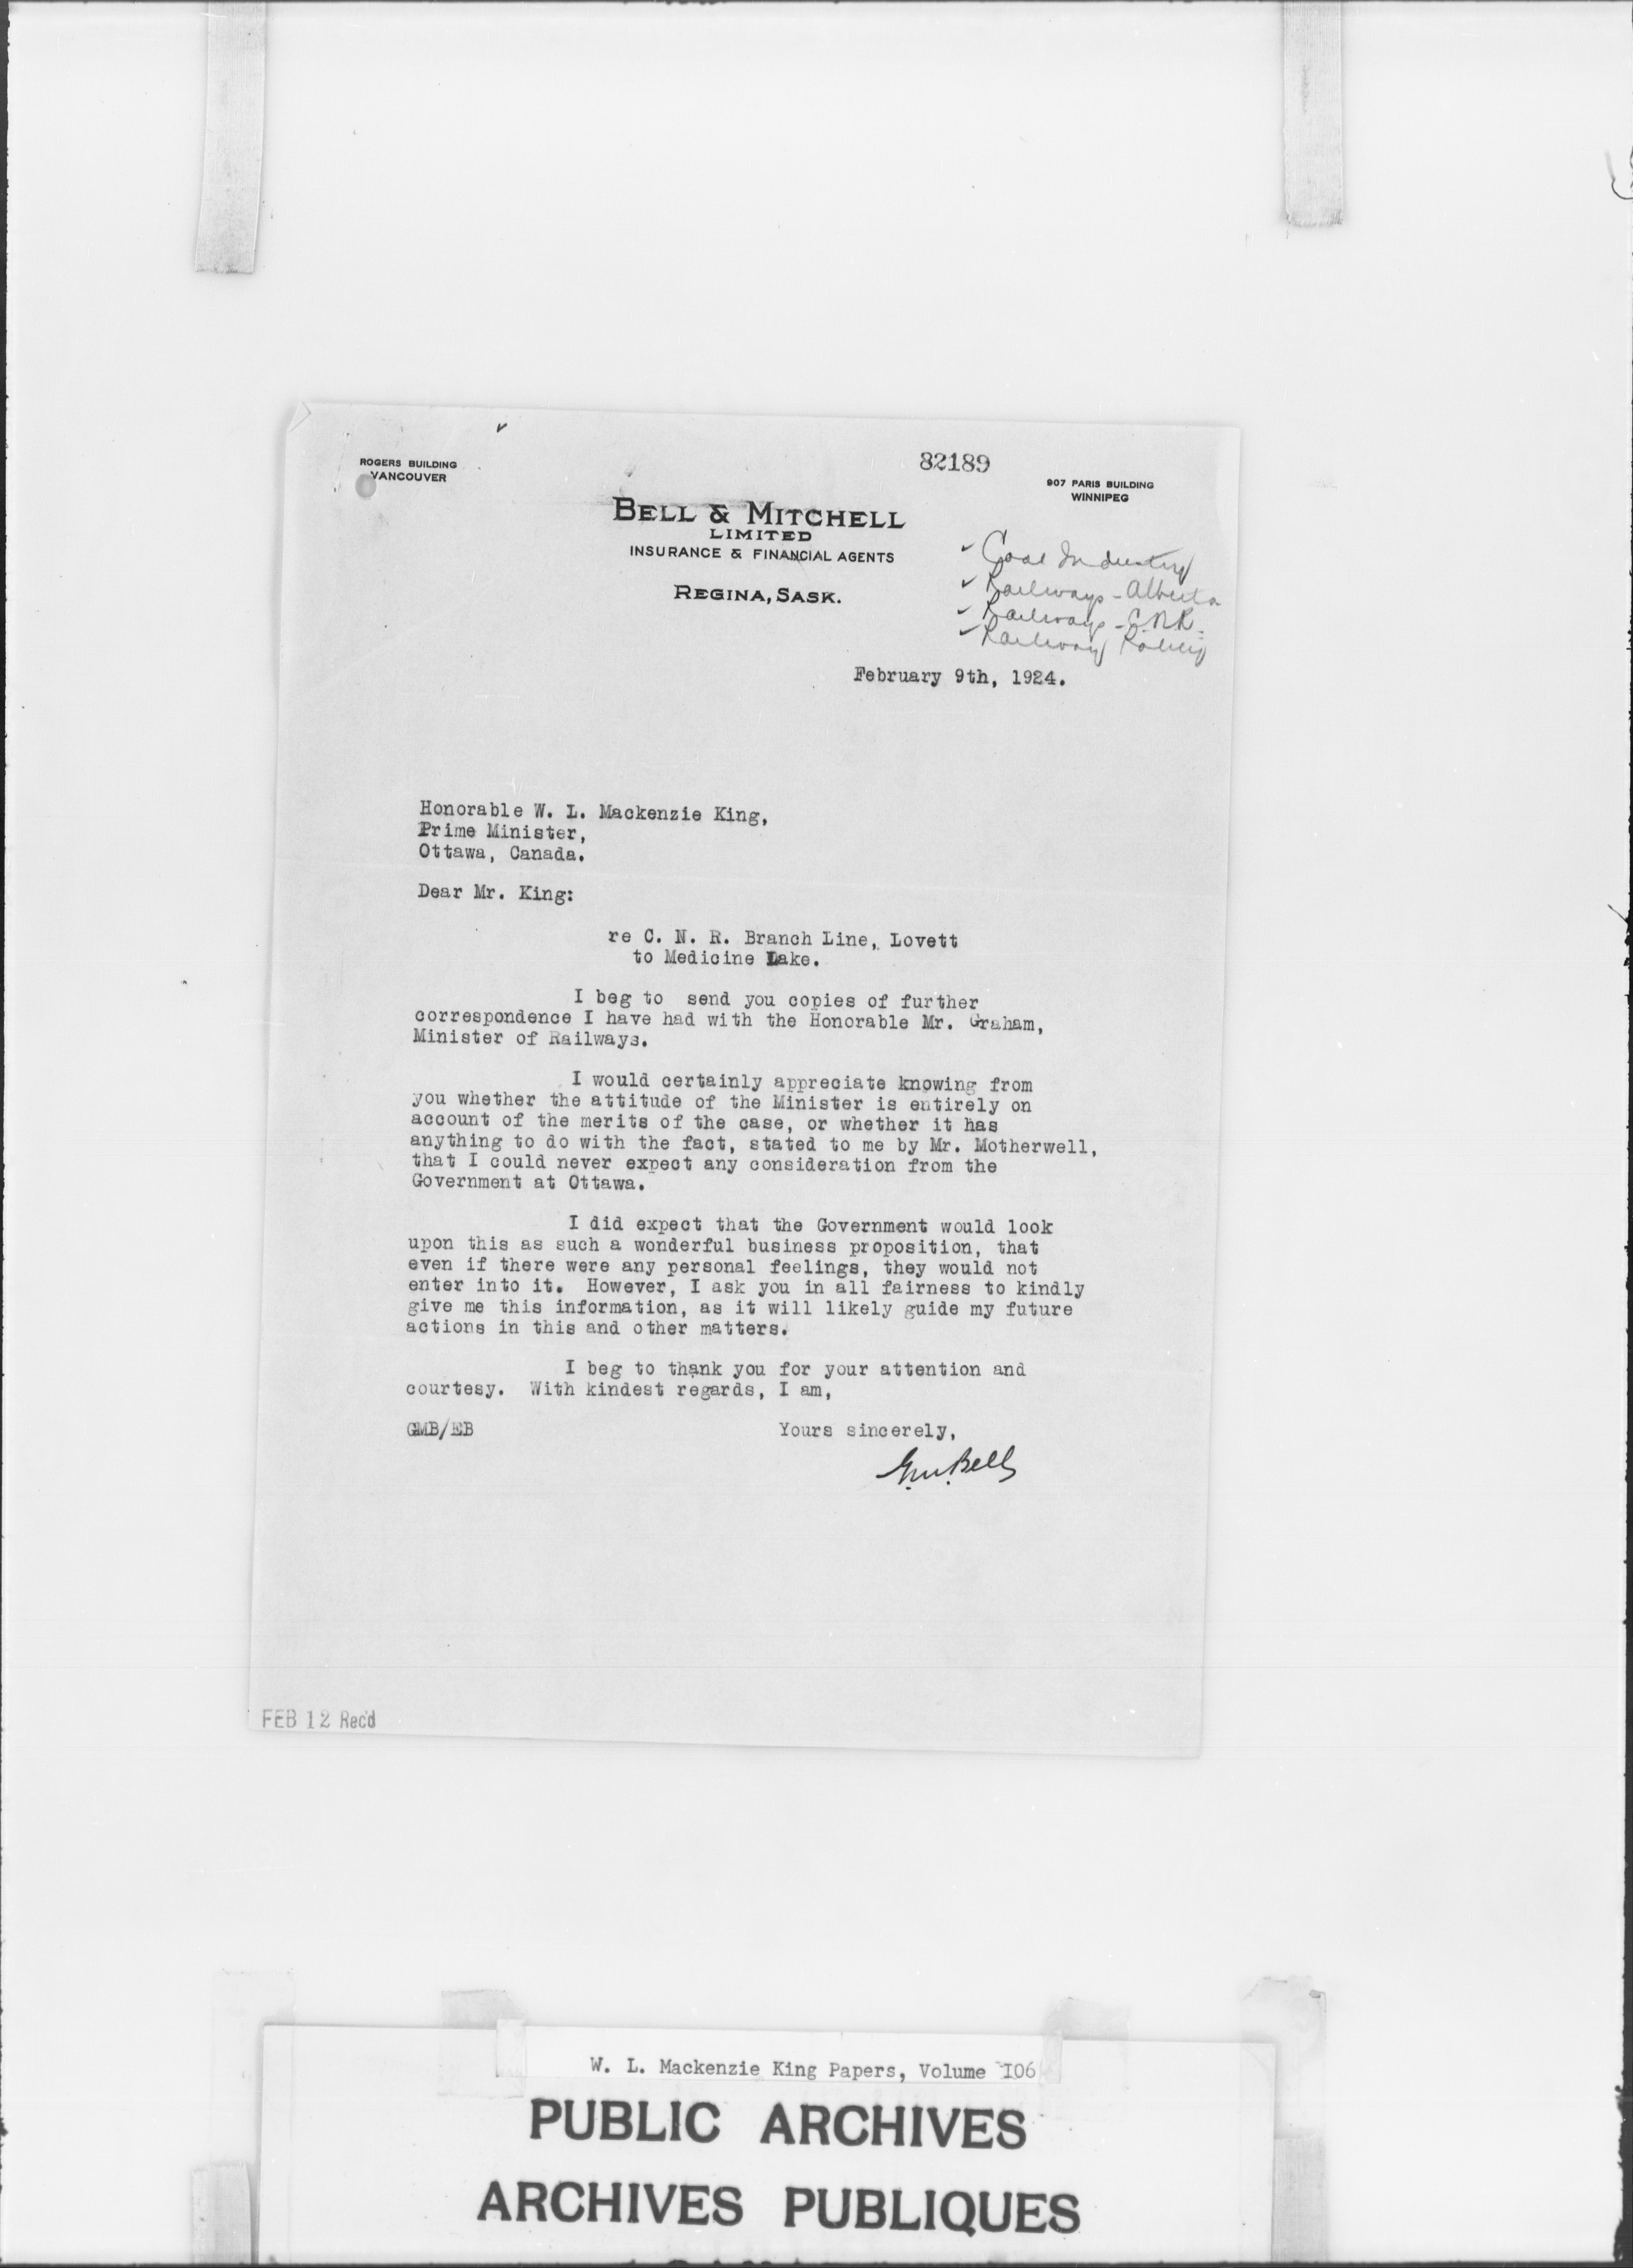 ROGERS BUILDING
VANCOUVER
82189
907 PARIS BUILDING
WINNIPEG
BELL & MITCHELL
LIMITED
INSURANCE & FINANCIAL AGENTS
REGINA, SASK.
✓ Coal Industry
✓ Railways - Alberta
✓ Railways - C.N.R.
✓ Railway Policy
February 9th, 1924.
Honorable W. L. Mackenzie King,
Prime Minister,
Ottawa, Canada.
Dear Mr. King:
re C. N. R. Branch Line, Lovett
to Medicine Lake.
I beg to send you copies of further
correspondence I have had with the Honorable Mr. Graham,
Minister of Railways.
I would certainly appreciate knowing from
you whether the attitude of the Minister is entirely on
account of the merits of the case, or whether it has
anything to do with the fact, stated to me by Mr. Motherwell,
that I could never expect any consideration from the
Government at Ottawa.
I did expect that the Government would look
upon this as such a wonderful business proposition, that
even if there were any personal feelings, they would not
enter into it. However, I ask you in all fairness to kindly
give me this information, as it will likely guide my future
actions in this and other matters.
I beg to thank you for your attention and
courtesy. With kindest regards, I am,
GMB/EB
Yours sincerely,
G.M.Bell
FEB 12 Rec'd
W. L. Mackenzie King Papers, Volume 106
PUBLIC ARCHIVES
ARCHIVES PUBLIQUES